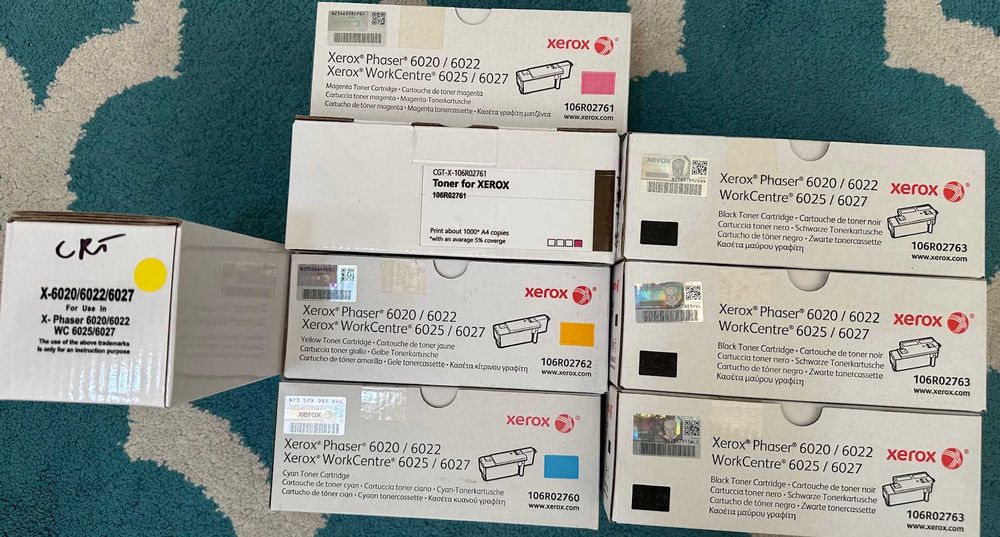 xerox
Xerox® Phaser® 6020 / 6022
Xerox® WorkCentre® 6025 / 6027
Magenta Toner Cartridge • Cartouche de toner magenta
Cartuccia toner magenta • Magenta-Tonerkartusche
Cartucho de tóner magenta • Magenta tonercassette • Κασέτα γραφίτη ματζέντα
106R02761
www.xerox.com
CGT-X-106R02761
Toner for XEROX
106R02761
Print about 1000* A4 copies
*with an avarage 5% coverge
CRT
X-6020/6022/6027
For Use In
X- Phaser 6020/6022
WC 6025/6027
The use of the above trademarks
is only for an instruction purpose
xerox
Xerox® Phaser® 6020 / 6022
Xerox® WorkCentre® 6025 / 6027
Yellow Toner Cartridge • Cartouche de toner jaune
Cartuccia toner giallo • Gelbe Tonerkartusche
Cartucho de tóner amarillo • Gele tonercassette • Κασέτα κίτρινου γραφίτη
106R02762
www.xerox.com
xerox
xerox
Xerox® Phaser® 6020 / 6022
Xerox® WorkCentre® 6025 / 6027
Cyan Toner Cartridge
Cartouche de toner cyan • Cartuccia toner ciano • Cyan-Tonerkartusche
Cartucho de tóner cian • Cyaan tonercassette • Κασέτα κυανού γραφίτη
106R02760
www.xerox.com
xerox
xerox
Xerox® Phaser® 6020 / 6022
Xerox® WorkCentre® 6025 / 6027
Black Toner Cartridge • Cartouche de toner noir
Cartuccia toner nero • Schwarze Tonerkartusche
Cartucho de tóner negro • Zwarte tonercassette
Κασέτα μαύρου γραφίτη
106R02763
www.xerox.com
xerox
Xerox® Phaser® 6020 / 6022
Xerox® WorkCentre® 6025 / 6027
Black Toner Cartridge • Cartouche de toner noir
Cartuccia toner nero • Schwarze Tonerkartusche
Cartucho de tóner negro • Zwarte tonercassette
Κασέτα μαύρου γραφίτη
106R02763
www.xerox.com
xerox
Xerox® Phaser® 6020 / 6022
Xerox® WorkCentre® 6025 / 6027
Black Toner Cartridge • Cartouche de toner noir
Cartuccia toner nero • Schwarze Tonerkartusche
Cartucho de tóner negro • Zwarte tonercassette
Κασέτα μαύρου γραφίτη
106R02763
www.xerox.com